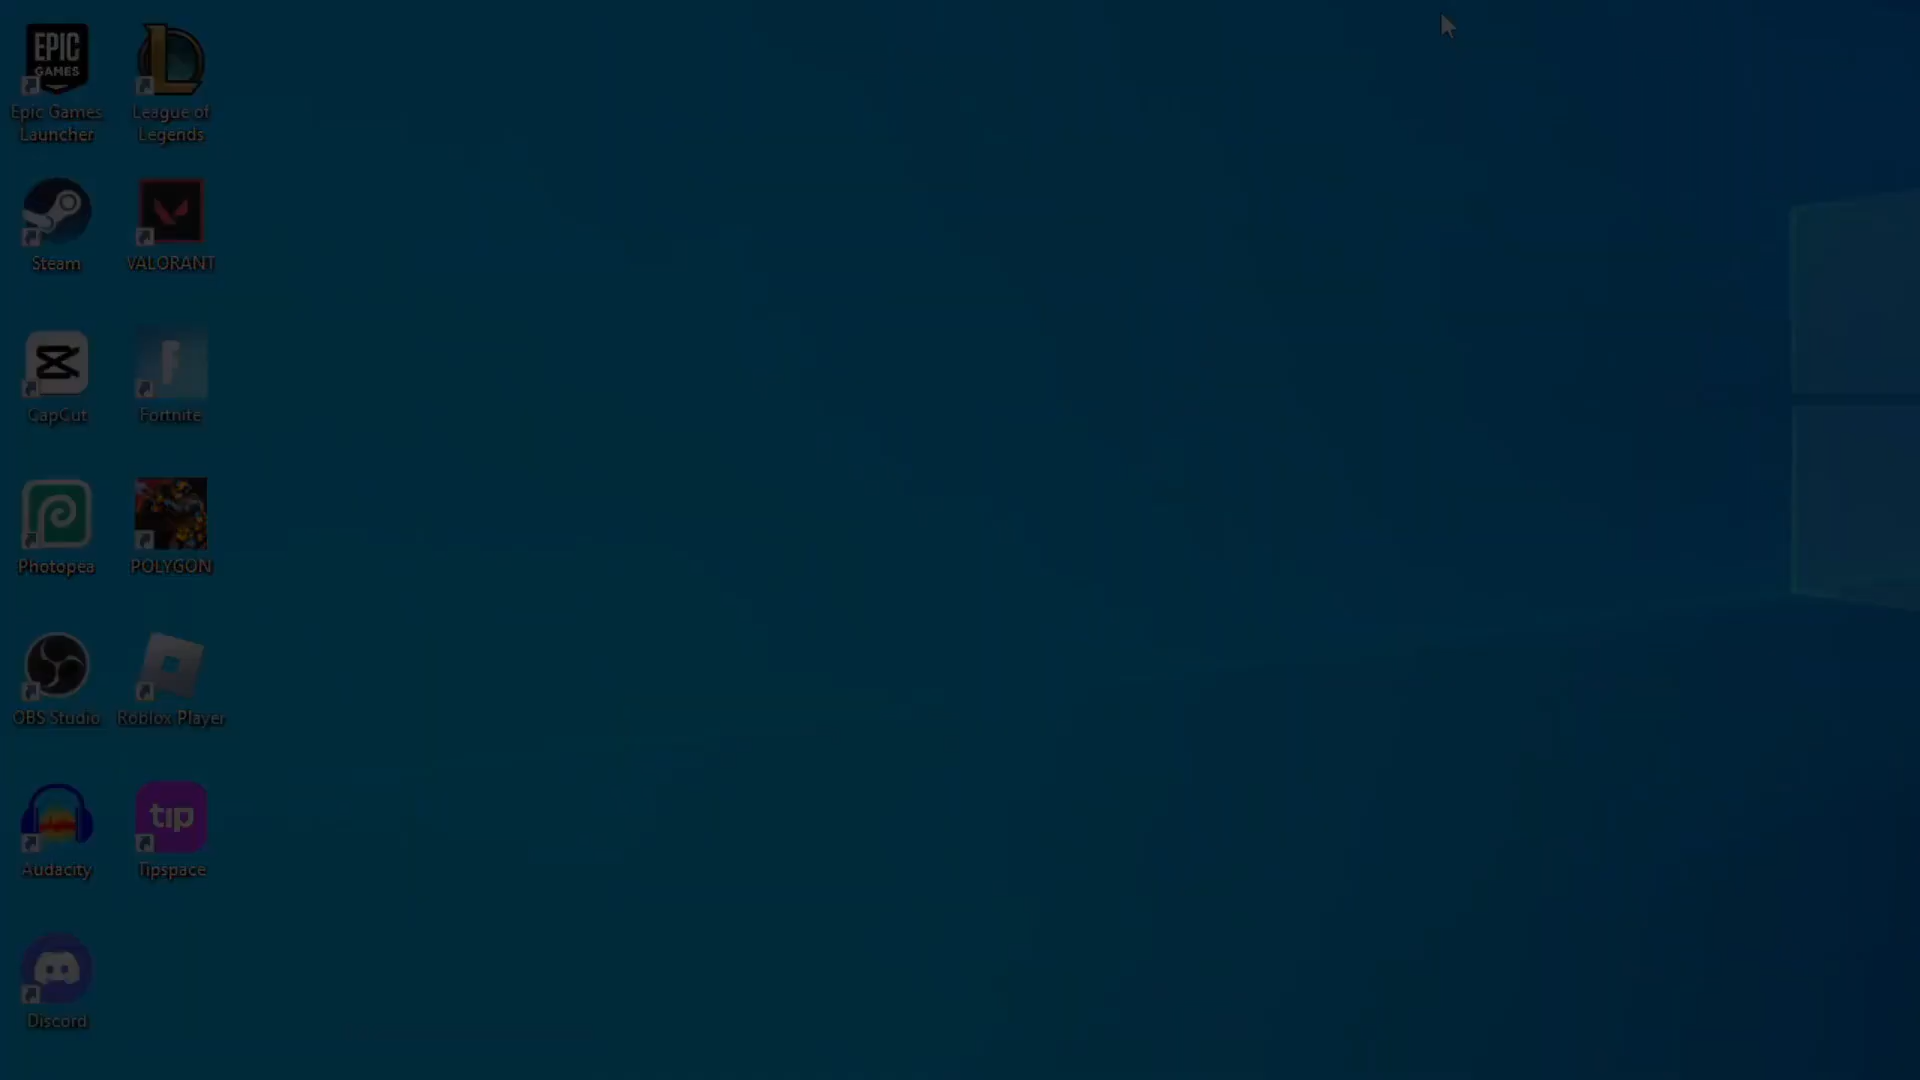 EPIC
GAMES
Epic Games
Launcher
League of
Legends
Steam
VALORANT
CapCut
F
Fortnite
Photopea
POLYGON
OBS Studio
Roblox Player
Audacity
tip
Tipspace
Discord